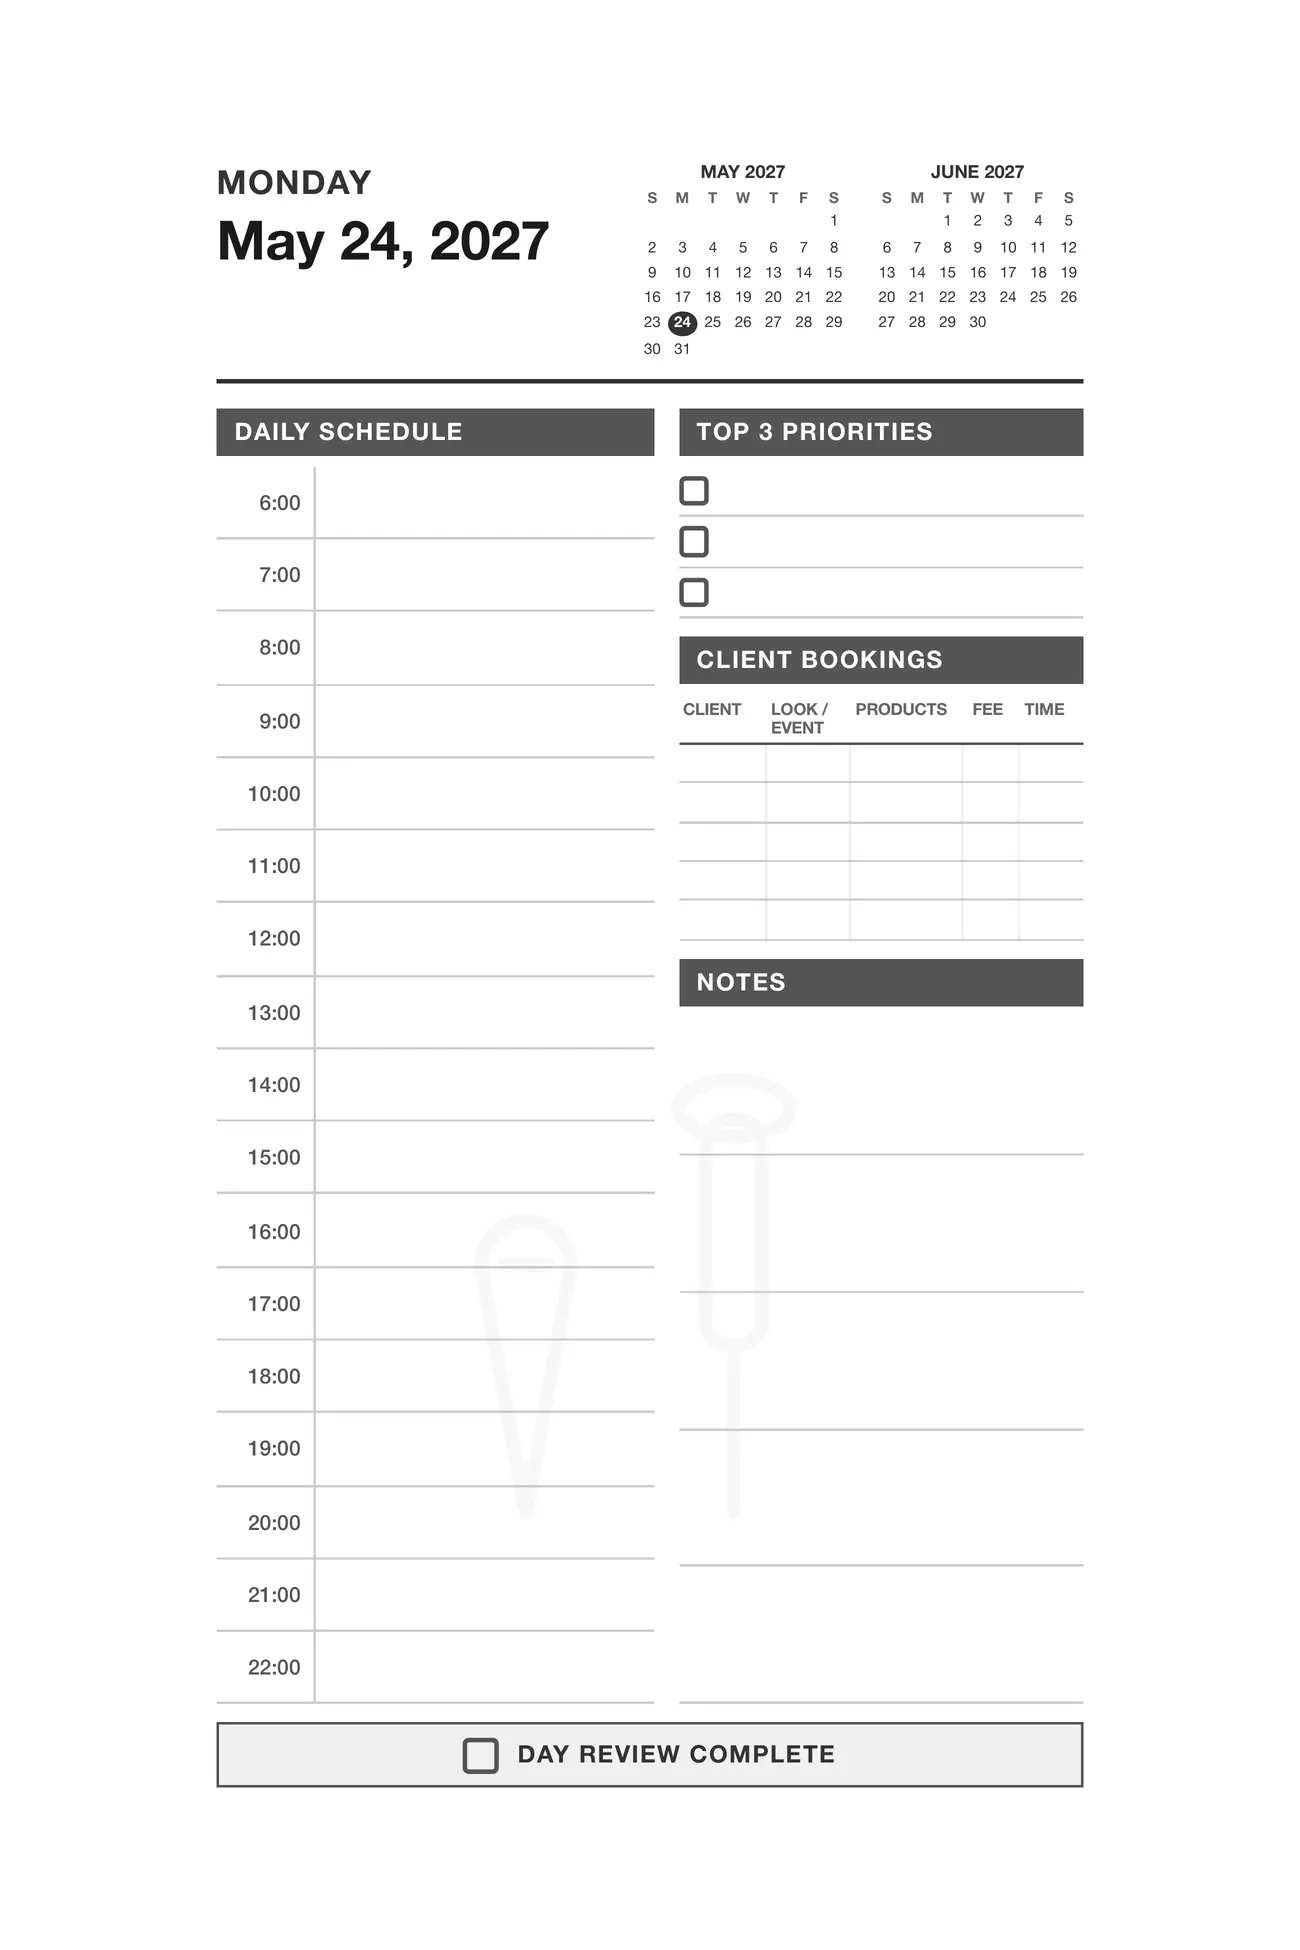 MONDAY
May 24, 2027
MAY 2027
S M T W T F S
1
2 3 4 5 6 7 8
9 10 11 12 13 14 15
16 17 18 19 20 21 22
23 24 25 26 27 28 29
30 31
JUNE 2027
S M T W T F S
1 2 3 4 5
6 7 8 9 10 11 12
13 14 15 16 17 18 19
20 21 22 23 24 25 26
27 28 29 30
DAILY SCHEDULE
6:00
7:00
8:00
9:00
10:00
11:00
12:00
13:00
14:00
15:00
16:00
17:00
18:00
19:00
20:00
21:00
22:00
TOP 3 PRIORITIES
CLIENT BOOKINGS
CLIENT LOOK / PRODUCTS FEE TIME
EVENT
NOTES
DAY REVIEW COMPLETE